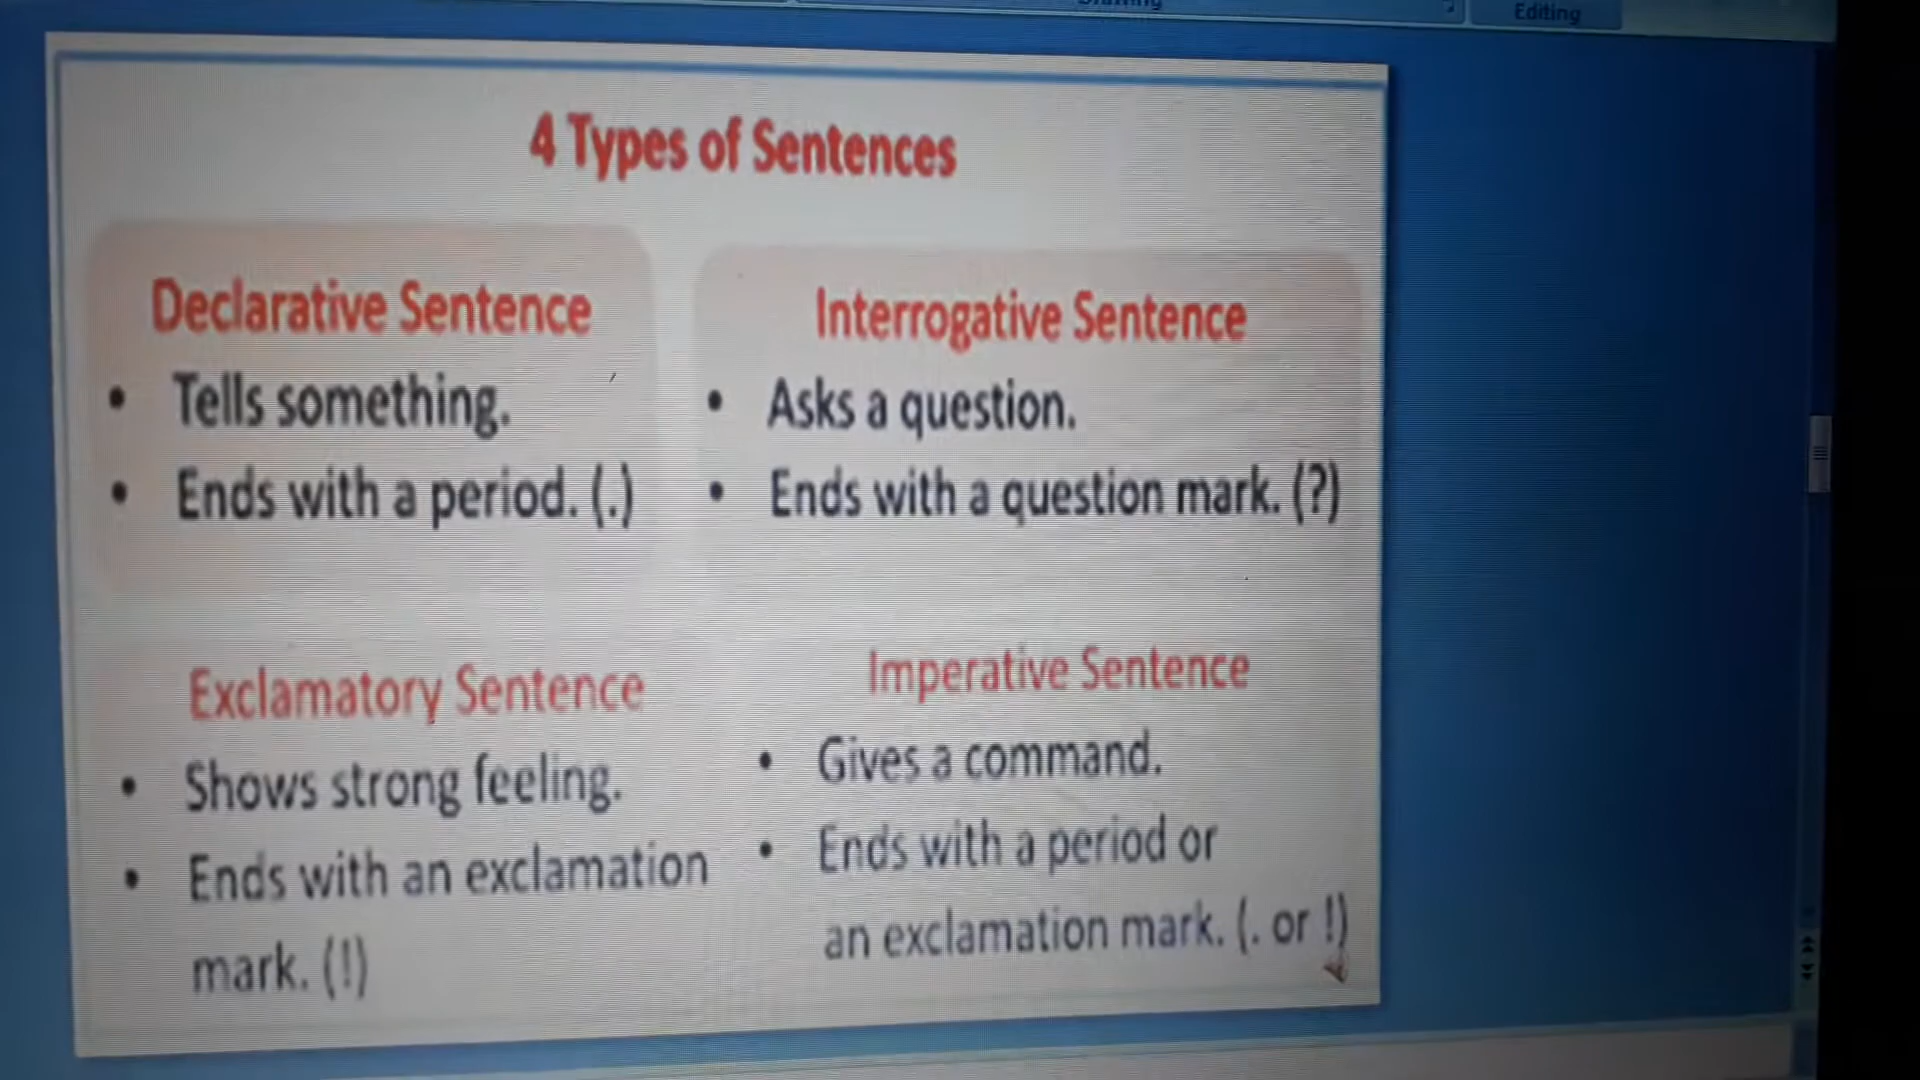 Editing
4 Types of Sentences
Declarative Sentence
• Tells something.
• Ends with a period. (.)
Interrogative Sentence
• Asks a question.
• Ends with a question mark. (?)
Exclamatory Sentence
• Shows strong feeling.
• Ends with an exclamation
mark. (!)
Imperative Sentence
• Gives a command.
• Ends with a period or
an exclamation mark. (. or !)